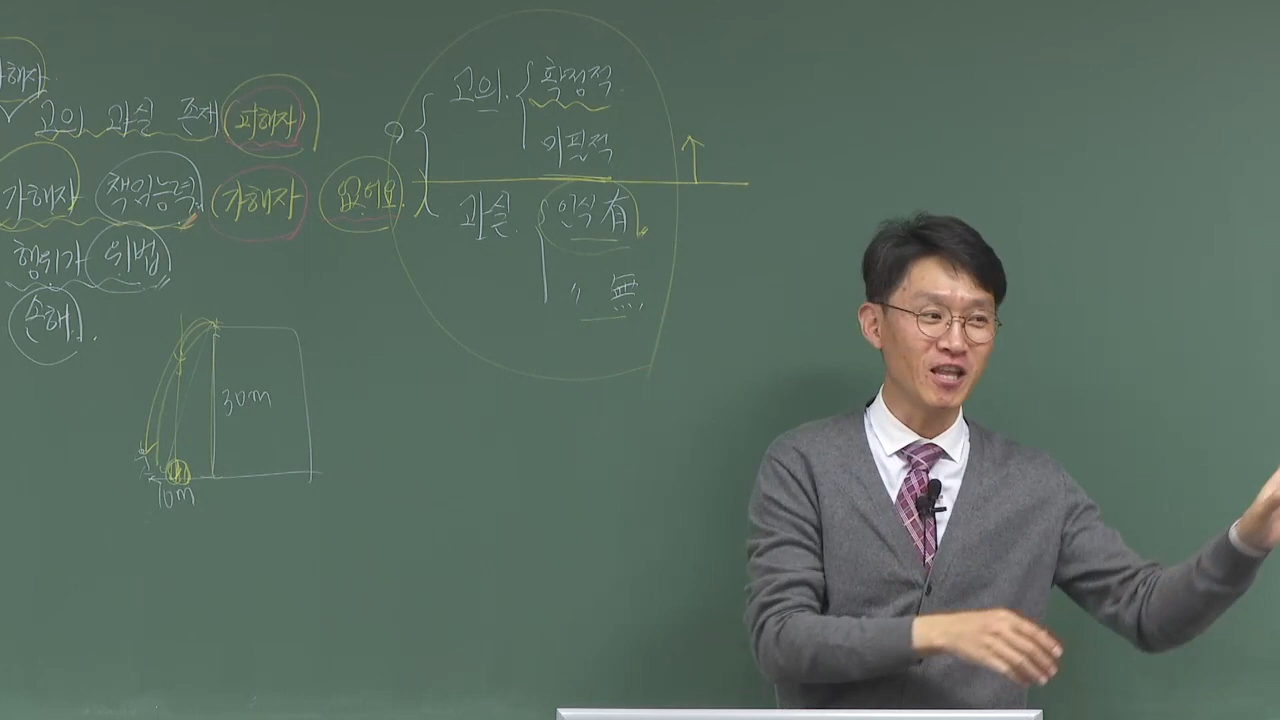 해자
고의 과실 존재 피해자
가해자 책임능력 가해자 없어요.
행위가 위법
손해.
30m
10m
고의 확정적
미필적
과실 인식 有
〃 無